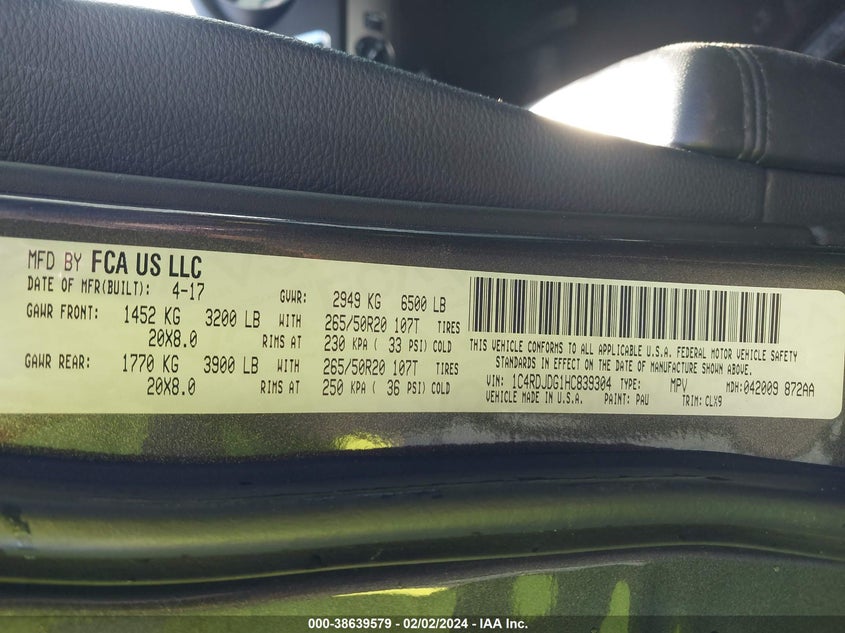 MFD BY FCA US LLC
DATE OF MFR(BUILT): 4-17 GVWR: 2949 KG 6500 LB
GAWR FRONT: 1452 KG 3200 LB WITH 265/50R20 107T TIRES
20X8.0 RIMS AT 230 KPA ( 33 PSI) COLD
GAWR REAR: 1770 KG 3900 LB WITH 265/50R20 107T TIRES
20X8.0 RIMS AT 250 KPA ( 36 PSI) COLD
THIS VEHICLE CONFORMS TO ALL APPLICABLE U.S.A. FEDERAL MOTOR VEHICLE SAFETY
STANDARDS IN EFFECT ON THE DATE OF MANUFACTURE SHOWN ABOVE.
VIN: 1C4RDJDG1HC839304 TYPE: MPV MDH: 042009 872AA
VEHICLE MADE IN U.S.A. PAINT: PAU TRIM: CLX9
000-38639579 - 02/02/2024 - IAA Inc.